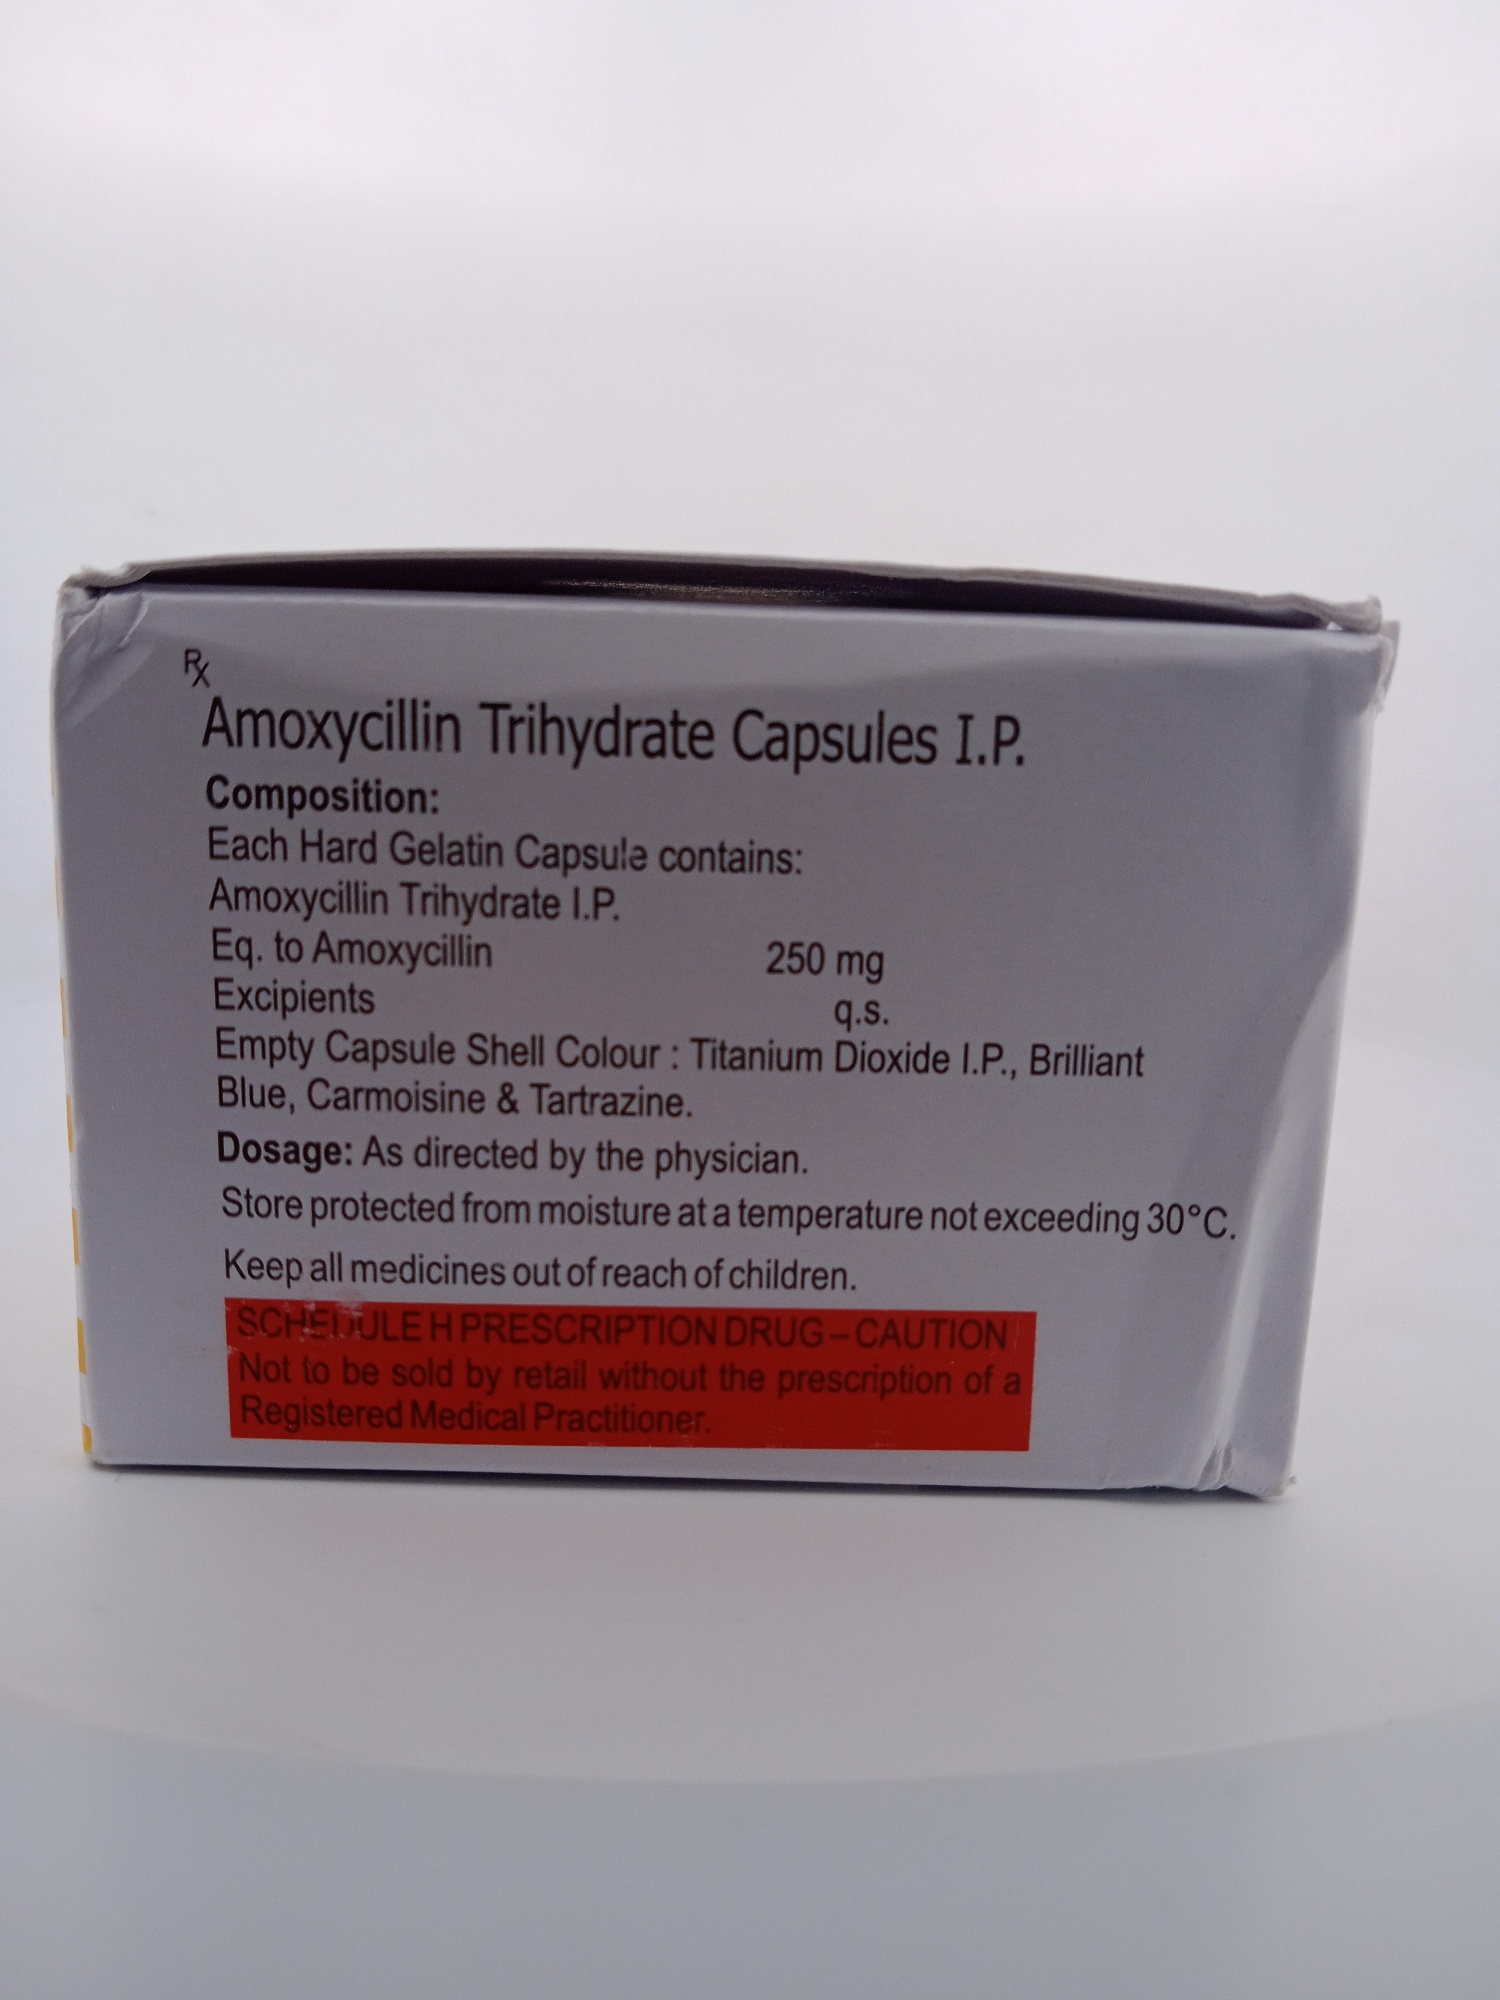 Rx
Amoxycillin Trihydrate Capsules I.P.
Composition:
Each Hard Gelatin Capsule contains:
Amoxycillin Trihydrate I.P.
Eq. to Amoxycillin 250 mg
Excipients q.s.
Empty Capsule Shell Colour : Titanium Dioxide I.P., Brilliant
Blue, Carmoisine & Tartrazine.
Dosage: As directed by the physician.
Store protected from moisture at a temperature not exceeding 30°C.
Keep all medicines out of reach of children.
SCHEDULE H PRESCRIPTION DRUG – CAUTION
Not to be sold by retail without the prescription of a
Registered Medical Practitioner.